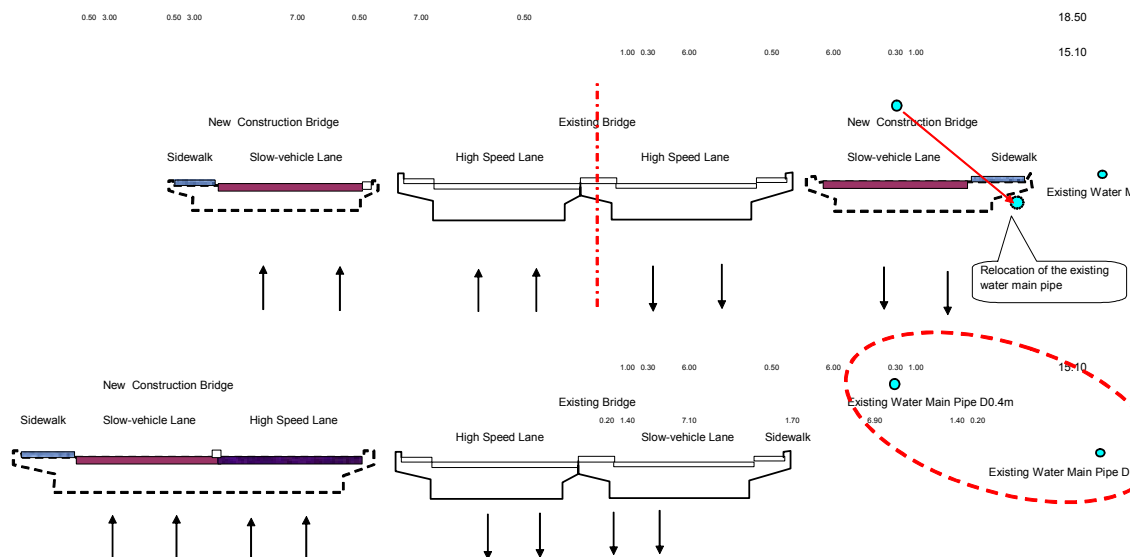 0.50 3.00 0.50 3.00 7.00 0.50 7.00 0.50 18.50
1.00 0.30 6.00 0.50 6.00 0.30 1.00 15.10
New Construction Bridge Existing Bridge New Construction Bridge
Sidewalk Slow-vehicle Lane High Speed Lane High Speed Lane Slow-vehicle Lane Sidewalk
Existing Water M
Relocation of the existing
water main pipe
1.00 0.30 6.00 0.50 6.00 0.30 1.00 15.10
New Construction Bridge
Existing Bridge Existing Water Main Pipe D0.4m
Sidewalk Slow-vehicle Lane High Speed Lane 0.20 1.40 7.10 1.70 6.90 1.40 0.20
High Speed Lane Slow-vehicle Lane Sidewalk
Existing Water Main Pipe D